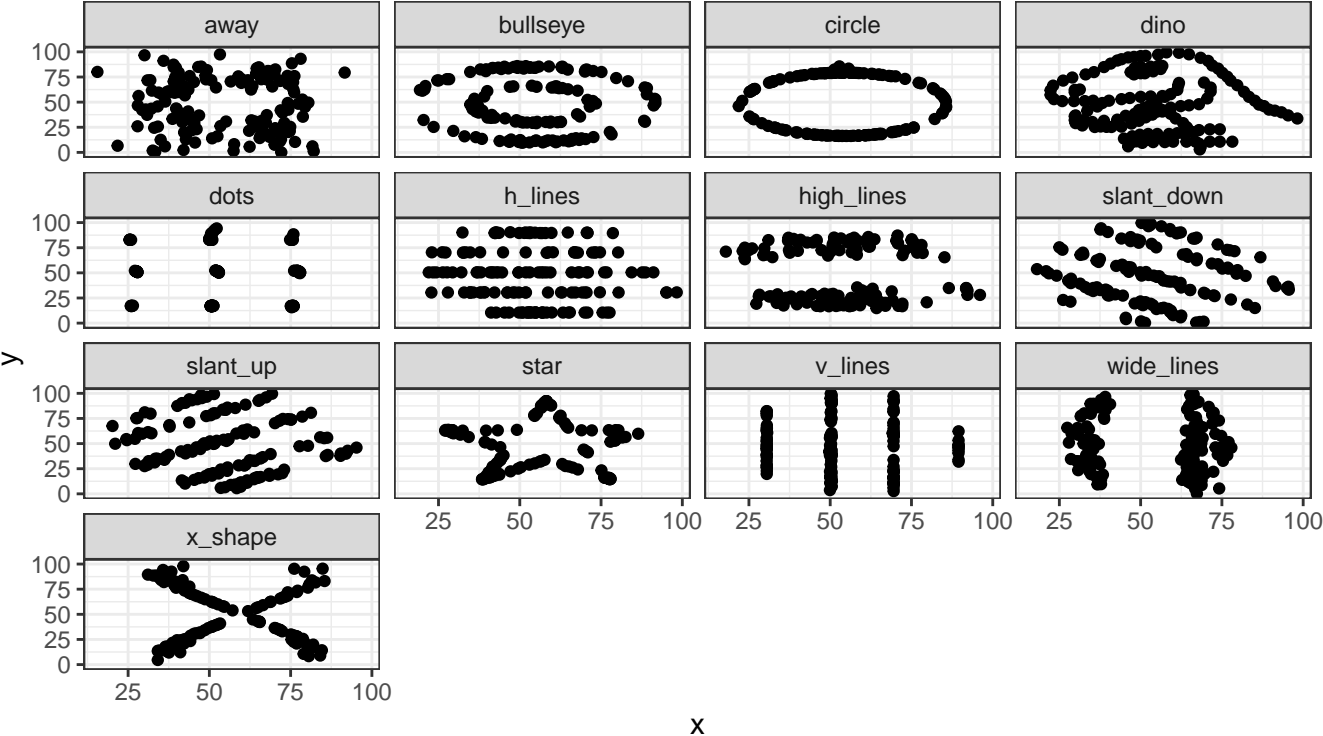 away bullseye circle dino
100
75
50
25
0
dots h_lines high_lines slant_down
100
75
50
25
0
y
slant_up star v_lines wide_lines
100
75
50
25
0
25 50 75 100 25 50 75 100 25 50 75 100
x_shape
100
75
50
25
0
25 50 75 100
x